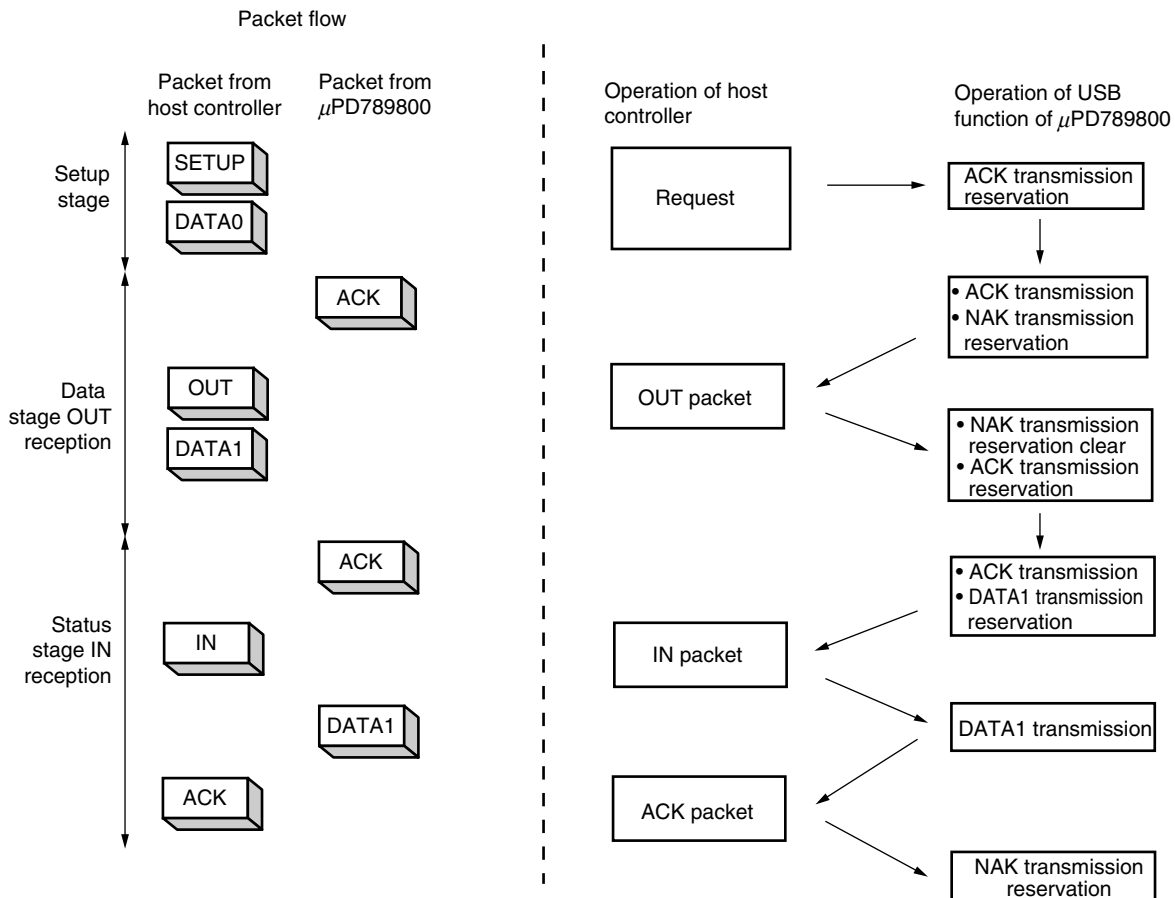 Packet flow
Packet from
host controller
Packet from
μPD789800
Setup
stage
SETUP
DATA0
ACK
Data
stage OUT
reception
OUT
DATA1
ACK
Status
stage IN
reception
IN
DATA1
ACK
Operation of host
controller
Operation of USB
function of μPD789800
Request
ACK transmission
reservation
• ACK transmission
• NAK transmission
reservation
OUT packet
• NAK transmission
reservation clear
• ACK transmission
reservation
• ACK transmission
• DATA1 transmission
reservation
IN packet
DATA1 transmission
ACK packet
NAK transmission
reservation